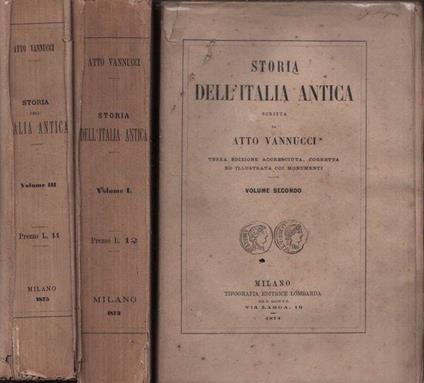 ATTO VANNUCCI
STORIA
DELL'
ALIA ANTICA
Volume III
Prezzo L. 11
MILANO
1875
ATTO VANNUCCI
STORIA
DELL'ITALIA ANTICA
Volume I.
Prezzo L. 12
MILANO
1873
STORIA
DELL'ITALIA ANTICA
SCRITTA
DA
ATTO VANNUCCI
TERZA EDIZIONE ACCRESCIUTA, CORRETTA
ED ILLUSTRATA COI MONUMENTI
VOLUME SECONDO
MILANO
TIPOGRAFIA EDITRICE LOMBARDA
VIA LARGA, 19
1874